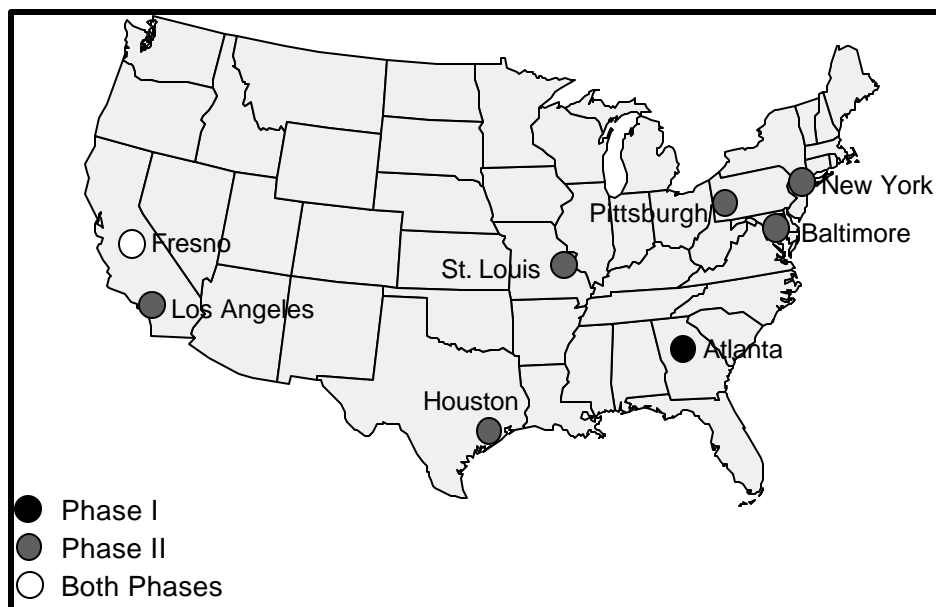 New York
Pittsburgh
Baltimore
Fresno
St. Louis
Los Angeles
Atlanta
Houston
Phase I
Phase II
Both Phases